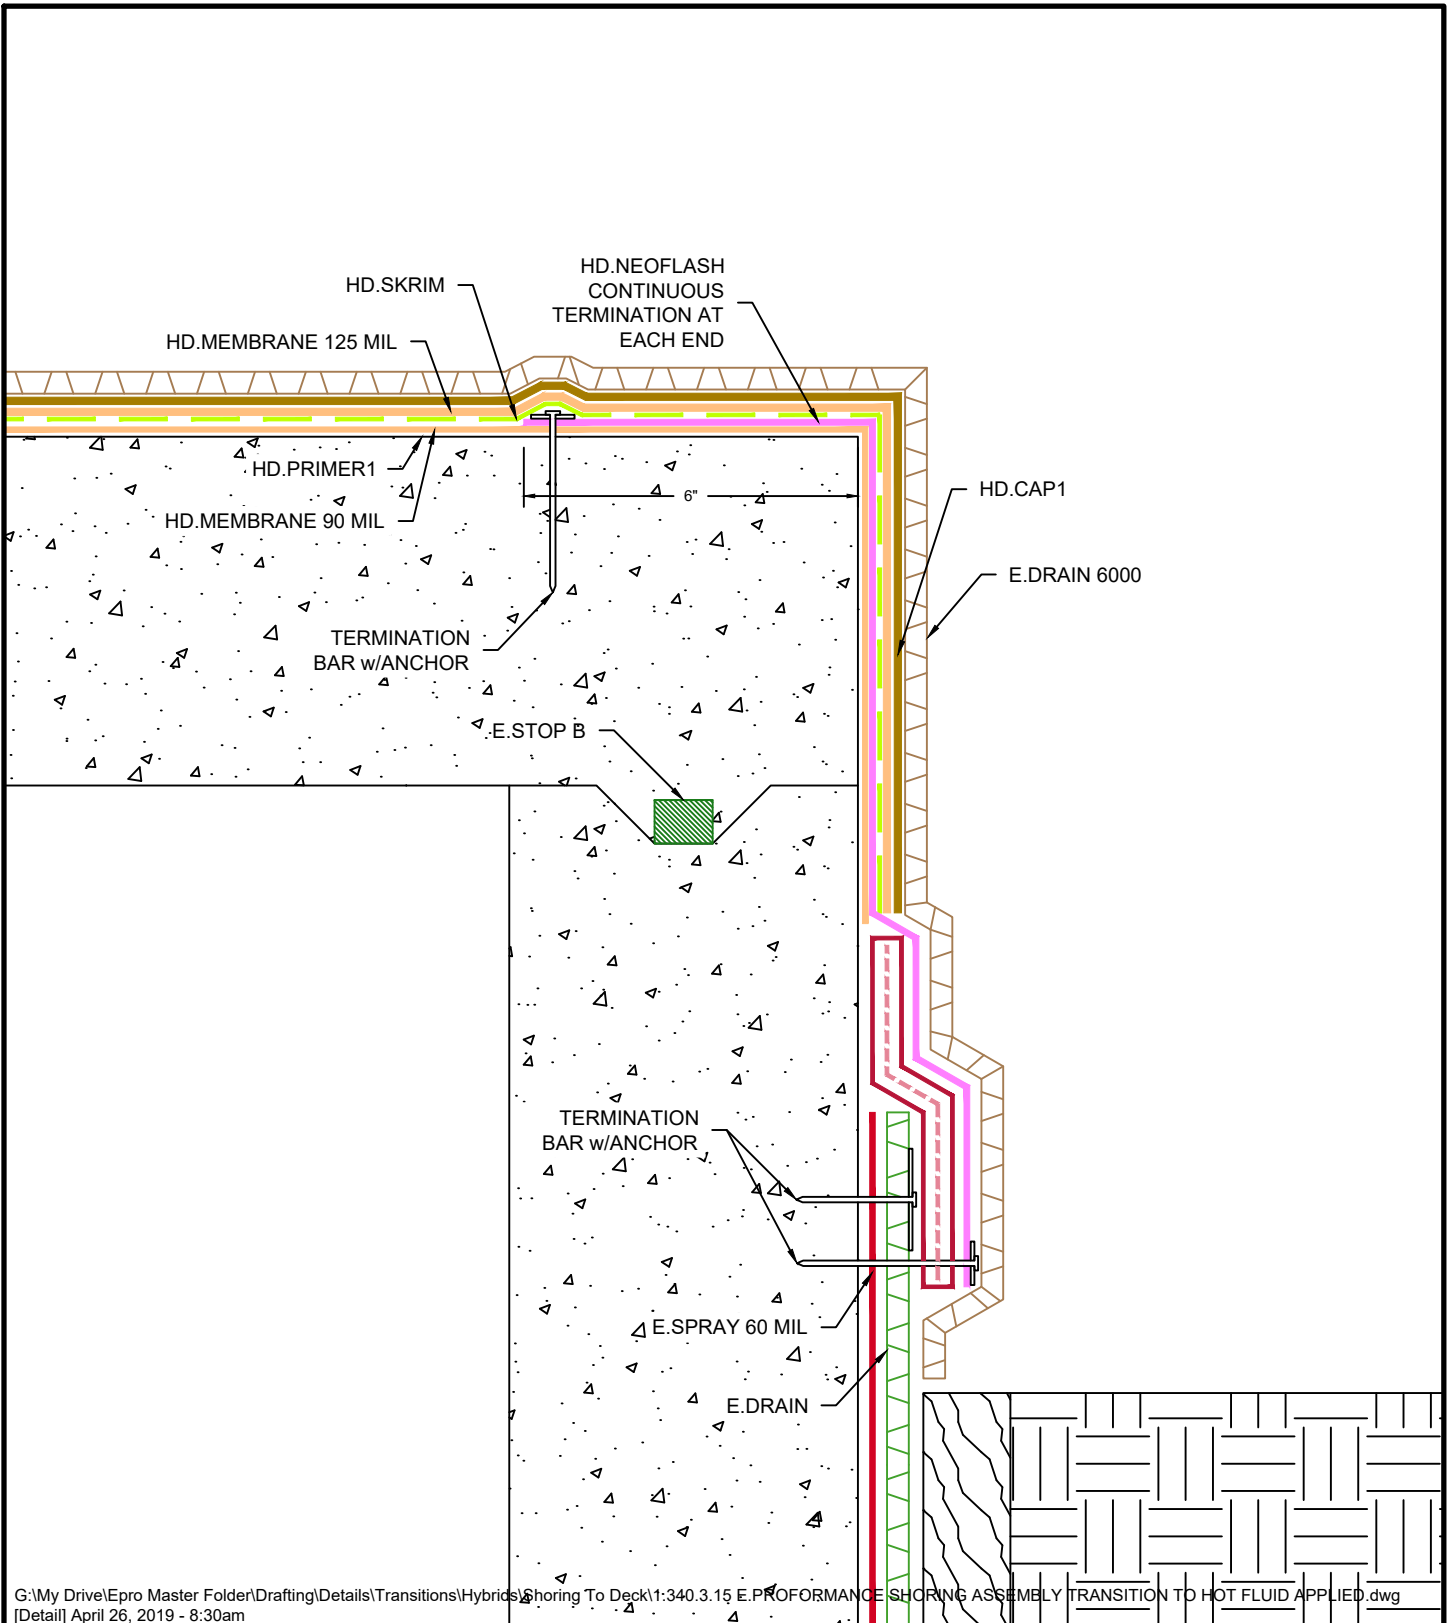 HD.NEOFLASH
CONTINUOUS
TERMINATION AT
EACH END
HD.SKRIM
HD.MEMBRANE 125 MIL
HD.PRIMER1
HD.MEMBRANE 90 MIL
6"
HD.CAP1
E.DRAIN 6000
TERMINATION
BAR w/ANCHOR
E.STOP B
TERMINATION
BAR w/ANCHOR
E.SPRAY 60 MIL
E.DRAIN
G:\My Drive\Epro Master Folder\Drafting\Details\Transitions\Hybrids\Shoring To Deck\1:340.3.15 E.PROFORMANCE SHORING ASSEMBLY TRANSITION TO HOT FLUID APPLIED.dwg
[Detail] April 26, 2019 - 8:30am